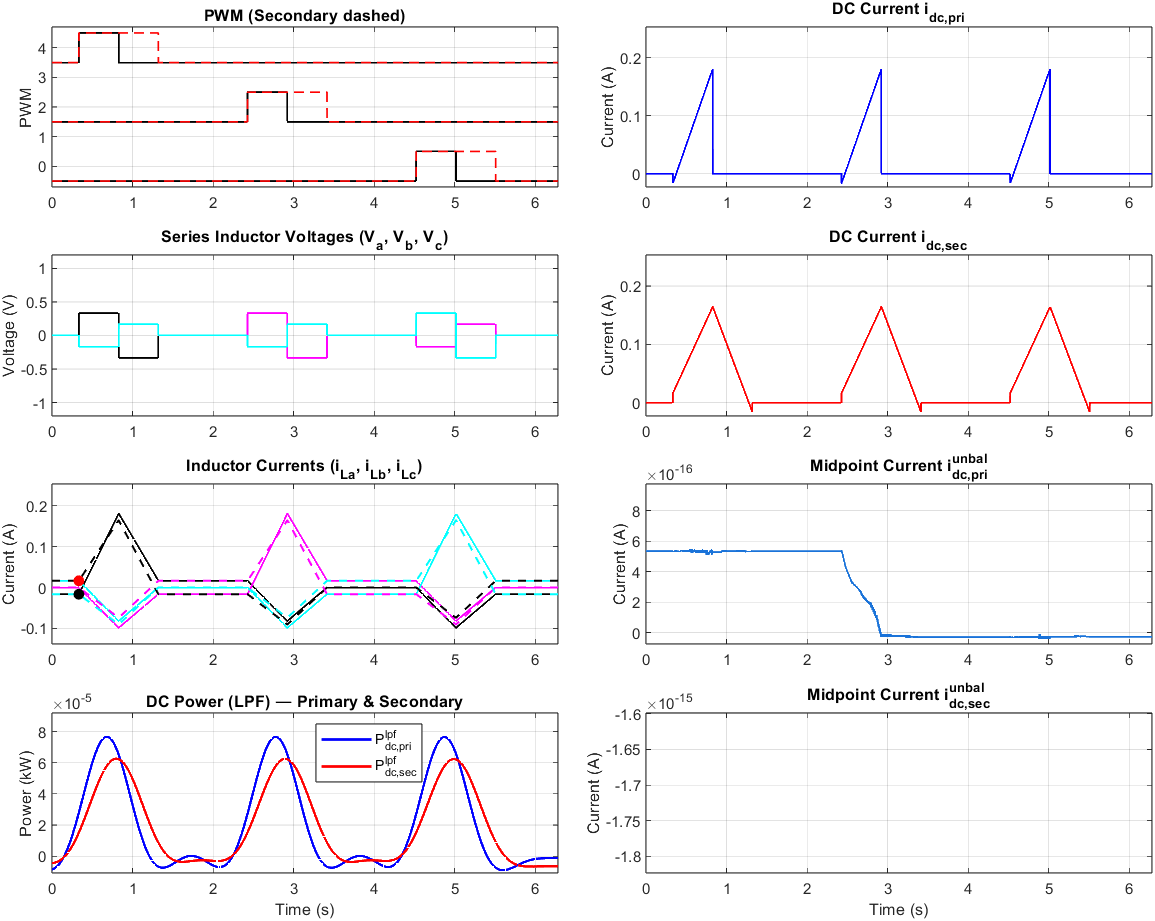 PWM (Secondary dashed)
PWM
4
3
2
1
0
0 1 2 3 4 5 6
DC Current i_dc,pri
Current (A)
0.2
0.1
0
0 1 2 3 4 5 6
Series Inductor Voltages (V_a, V_b, V_c)
Voltage (V)
1
0.5
0
-0.5
-1
0 1 2 3 4 5 6
DC Current i_dc,sec
Current (A)
0.2
0.1
0
0 1 2 3 4 5 6
Inductor Currents (i_La, i_Lb, i_Lc)
Current (A)
0.2
0.1
0
-0.1
0 1 2 3 4 5 6
Midpoint Current i_dc,pri^unbal
×10^-16
Current (A)
8
6
4
2
0
0 1 2 3 4 5 6
DC Power (LPF) — Primary & Secondary
×10^-5
Power (kW)
8
6
4
2
0
P_dc,pri^lpf
P_dc,sec^lpf
0 1 2 3 4 5 6
Time (s)
Midpoint Current i_dc,sec^unbal
×10^-15
Current (A)
-1.6
-1.65
-1.7
-1.75
-1.8
0 1 2 3 4 5 6
Time (s)